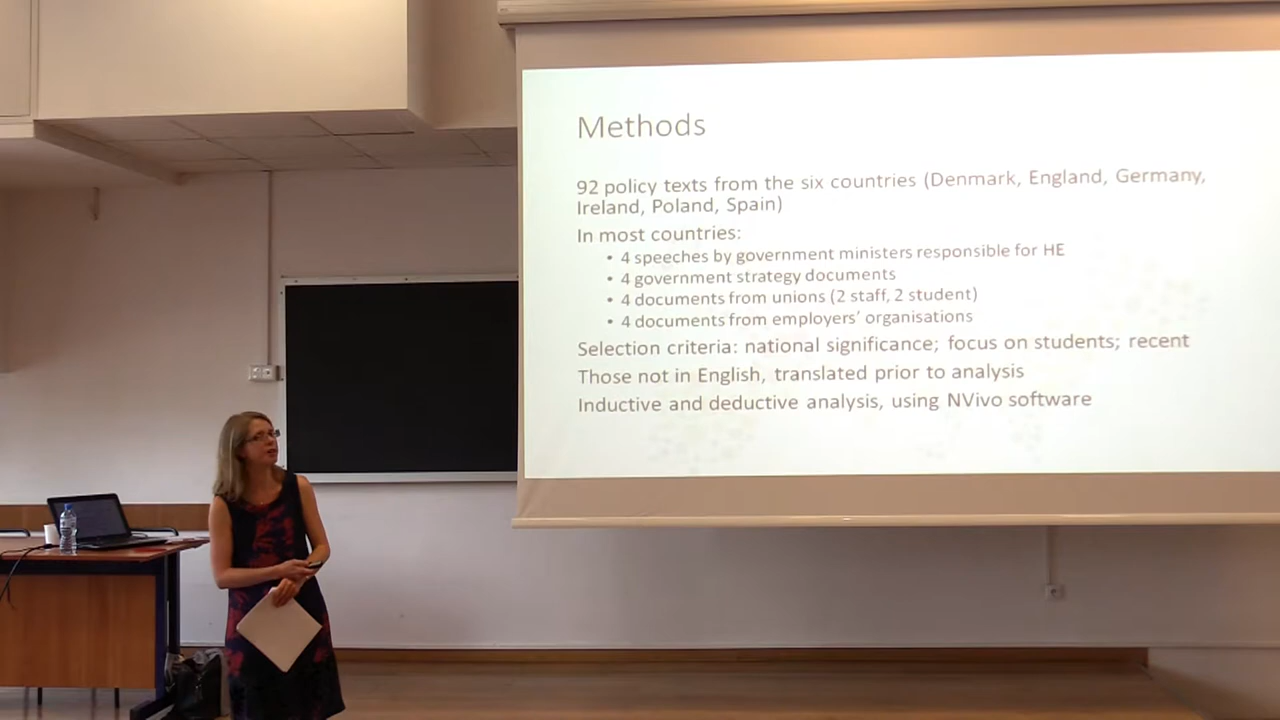 Methods
92 policy texts from the six countries (Denmark, England, Germany,
Ireland, Poland, Spain)
In most countries:
• 4 speeches by government ministers responsible for HE
• 4 government strategy documents
• 4 documents from unions (2 staff, 2 student)
• 4 documents from employers' organisations
Selection criteria: national significance; focus on students; recent
Those not in English, translated prior to analysis
Inductive and deductive analysis, using NVivo software